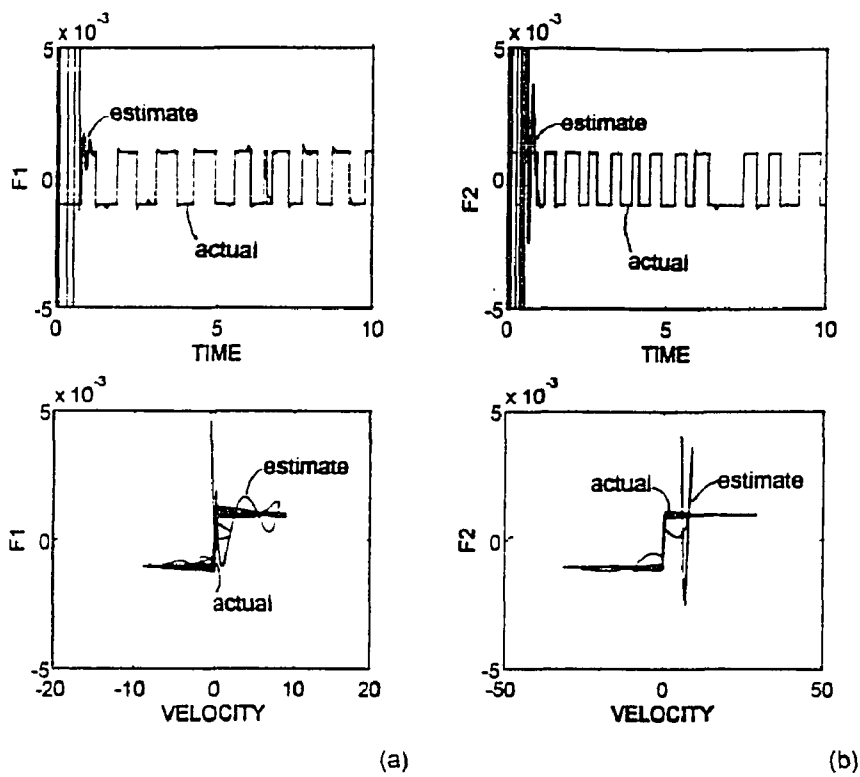 x 10-3
5
estimate
F1
0
actual
-5
0
5
10
TIME
x 10-3
5
estimate
F2
0
actual
-5
0
5
10
TIME
x 10-3
5
estimate
F1
0
actual
-5
-20
-10
0
10
20
VELOCITY
(a)
x 10-3
5
actual
estimate
F2
0
-5
-50
0
50
VELOCITY
(b)